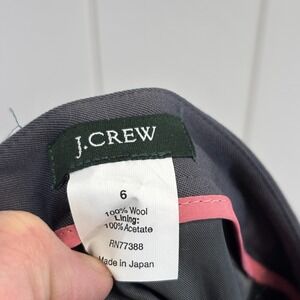 J.CREW
6
100% Wool
Lining:
100% Acetate
RN77388
Made in Japan